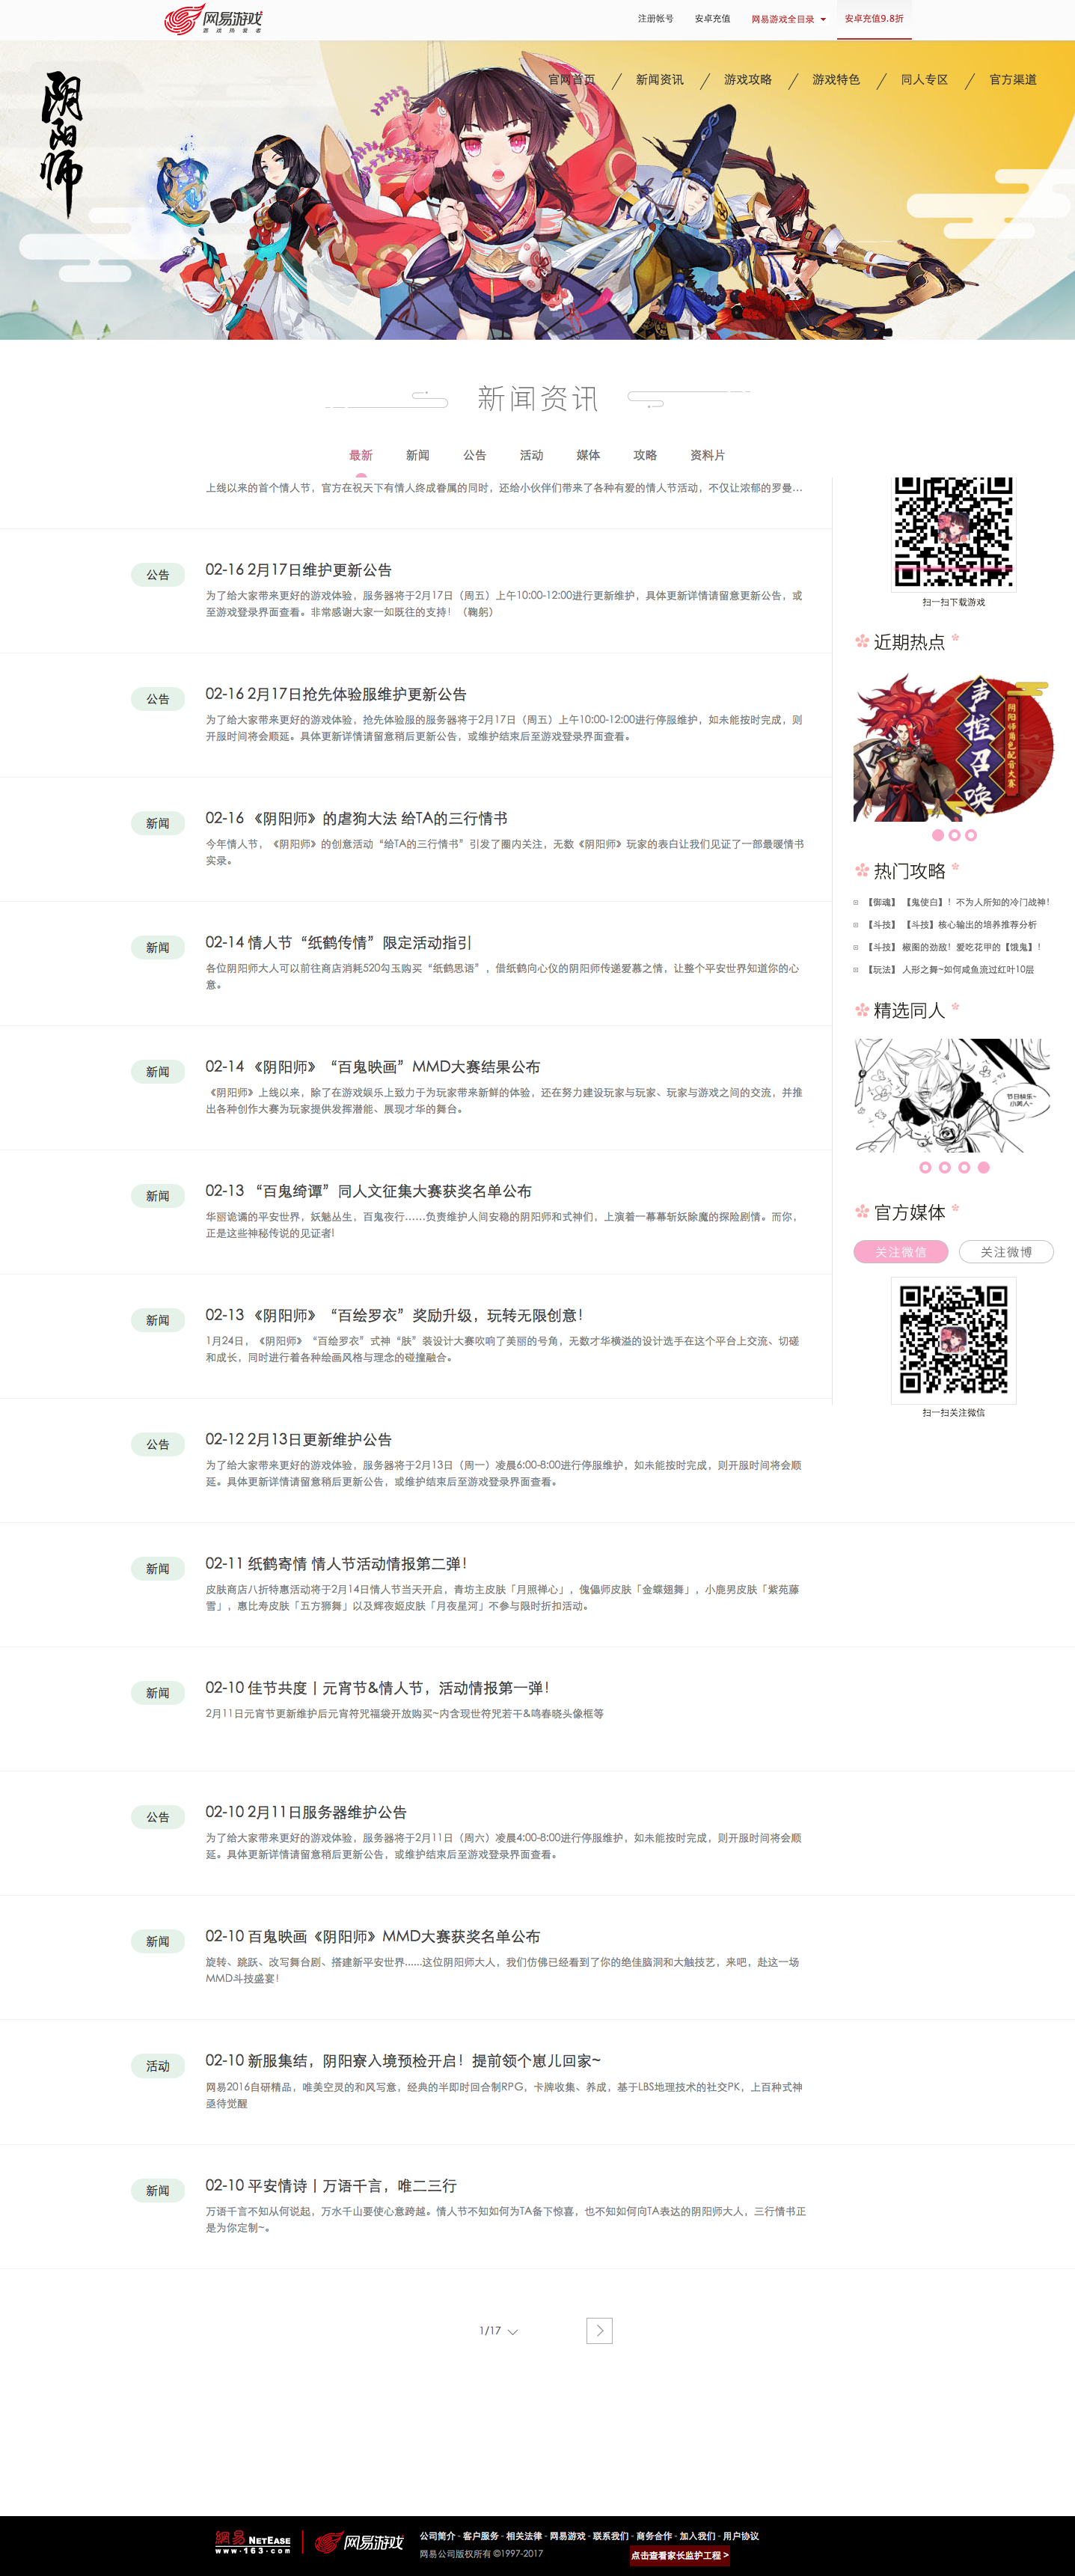 网易游戏
游戏热爱者
注册帐号
安卓充值
网易游戏全目录
安卓充值9.8折
阴阳师
官网首页
新闻资讯
游戏攻略
游戏特色
同人专区
官方渠道
新闻资讯
最新
新闻
公告
活动
媒体
攻略
资料片
上线以来的首个情人节，官方在祝天下有情人终成眷属的同时，还给小伙伴们带来了各种有爱的情人节活动，不仅让浓郁的罗曼...
公告
02-16 2月17日维护更新公告
为了给大家带来更好的游戏体验，服务器将于2月17日（周五）上午10:00-12:00进行更新维护，具体更新详情请留意更新公告，或
至游戏登录界面查看。非常感谢大家一如既往的支持！（鞠躬）
公告
02-16 2月17日抢先体验服维护更新公告
为了给大家带来更好的游戏体验，抢先体验服的服务器将于2月17日（周五）上午10:00-12:00进行停服维护，如未能按时完成，则
开服时间将会顺延。具体更新详情请留意稍后更新公告，或维护结束后至游戏登录界面查看。
新闻
02-16 《阴阳师》的虐狗大法 给TA的三行情书
今年情人节，《阴阳师》的创意活动“给TA的三行情书”引发了圈内关注，无数《阴阳师》玩家的表白让我们见证了一郎最暖情书
实录。
新闻
02-14 情人节“纸鹤传情”限定活动指引
各位阴阳师大人可以前往商店消耗520勾玉购买“纸鹤思语”，借纸鹤向心仪的阴阳师传递爱慕之情，让整个平安世界知道你的心
意。
新闻
02-14 《阴阳师》“百鬼映画”MMD大赛结果公布
《阴阳师》上线以来，除了在游戏娱乐上致力于为玩家带来新鲜的体验，还在努力建设玩家与玩家、玩家与游戏之间的交流，并推
出各种创作大赛为玩家提供发挥潜能、展现才华的舞台。
新闻
02-13 “百鬼绮谭”同人文征集大赛获奖名单公布
华丽诡谲的平安世界，妖魅丛生，百鬼夜行……负责维护人间安稳的阴阳师和式神们，上演着一幕幕斩妖除魔的探险剧情。而你，
正是这些神秘传说的见证者!
新闻
02-13 《阴阳师》“百绘罗衣”奖励升级，玩转无限创意！
1月24日，《阴阳师》“百绘罗衣”式神“肤”装设计大赛吹响了美丽的号角，无数才华横溢的设计选手在这个平台上交流、切磋
和成长，同时进行着各种绘画风格与理念的碰撞融合。
公告
02-12 2月13日更新维护公告
为了给大家带来更好的游戏体验，服务器将于2月13日（周一）凌晨6:00-8:00进行停服维护，如未能按时完成，则开服时间将会顺
延。具体更新详情请留意稍后更新公告，或维护结束后至游戏登录界面查看。
新闻
02-11 纸鹤寄情 情人节活动情报第二弹！
皮肤商店八折特惠活动将于2月14日情人节当天开启，青坊主皮肤「月照禅心」，傀儡师皮肤「金蝶翅舞」，小鹿男皮肤「紫苑藤
雪」，惠比寿皮肤「五方狮舞」以及辉夜姬皮肤「月夜星河」不参与限时折扣活动。
新闻
02-10 佳节共度丨元宵节&情人节，活动情报第一弹！
2月11日元宵节更新维护后元宵符咒福袋开放购买~内含现世符咒若干&鸣春晓头像框等
公告
02-10 2月11日服务器维护公告
为了给大家带来更好的游戏体验，服务器将于2月11日（周六）凌晨4:00-8:00进行停服维护，如未能按时完成，则开服时间将会顺
延。具体更新详情请留意稍后更新公告，或维护结束后至游戏登录界面查看。
新闻
02-10 百鬼映画《阴阳师》MMD大赛获奖名单公布
旋转、跳跃、改写舞台剧、搭建新平安世界......这位阴阳师大人，我们仿佛已经看到了你的绝佳脑洞和大触技艺，来吧，赴这一场
MMD斗技盛宴！
活动
02-10 新服集结，阴阳寮入境预检开启！提前领个崽儿回家~
网易2016自研精品，唯美空灵的和风写意，经典的半即时回合制RPG，卡牌收集、养成，基于LBS地理技术的社交PK，上百种式神
亟待觉醒
新闻
02-10 平安情诗丨万语千言，唯二三行
万语千言不知从何说起，万水千山要使心意跨越。情人节不知如何为TA备下惊喜，也不知如何向TA表达的阴阳师大人，三行情书正
是为你定制~。
1/17
扫一扫下载游戏
近期热点
声控召唤
阴阳师角色配音大赛
热门攻略
【御魂】【鬼使白】！不为人所知的冷门战神！
【斗技】【斗技】核心输出的培养推荐分析
【斗技】椒图的劲敌！爱吃花甲的【饿鬼】！
【玩法】人形之舞~如何咸鱼流过红叶10层
精选同人
节日快乐~
小美人~
官方媒体
关注微信
关注微博
扫一扫关注微信
网易 NETEASE
www.163.com
网易游戏
公司简介 - 客户服务 - 相关法律 - 网易游戏 - 联系我们 - 商务合作 - 加入我们 - 用户协议
网易公司版权所有 ©1997-2017
点击查看家长监护工程 >